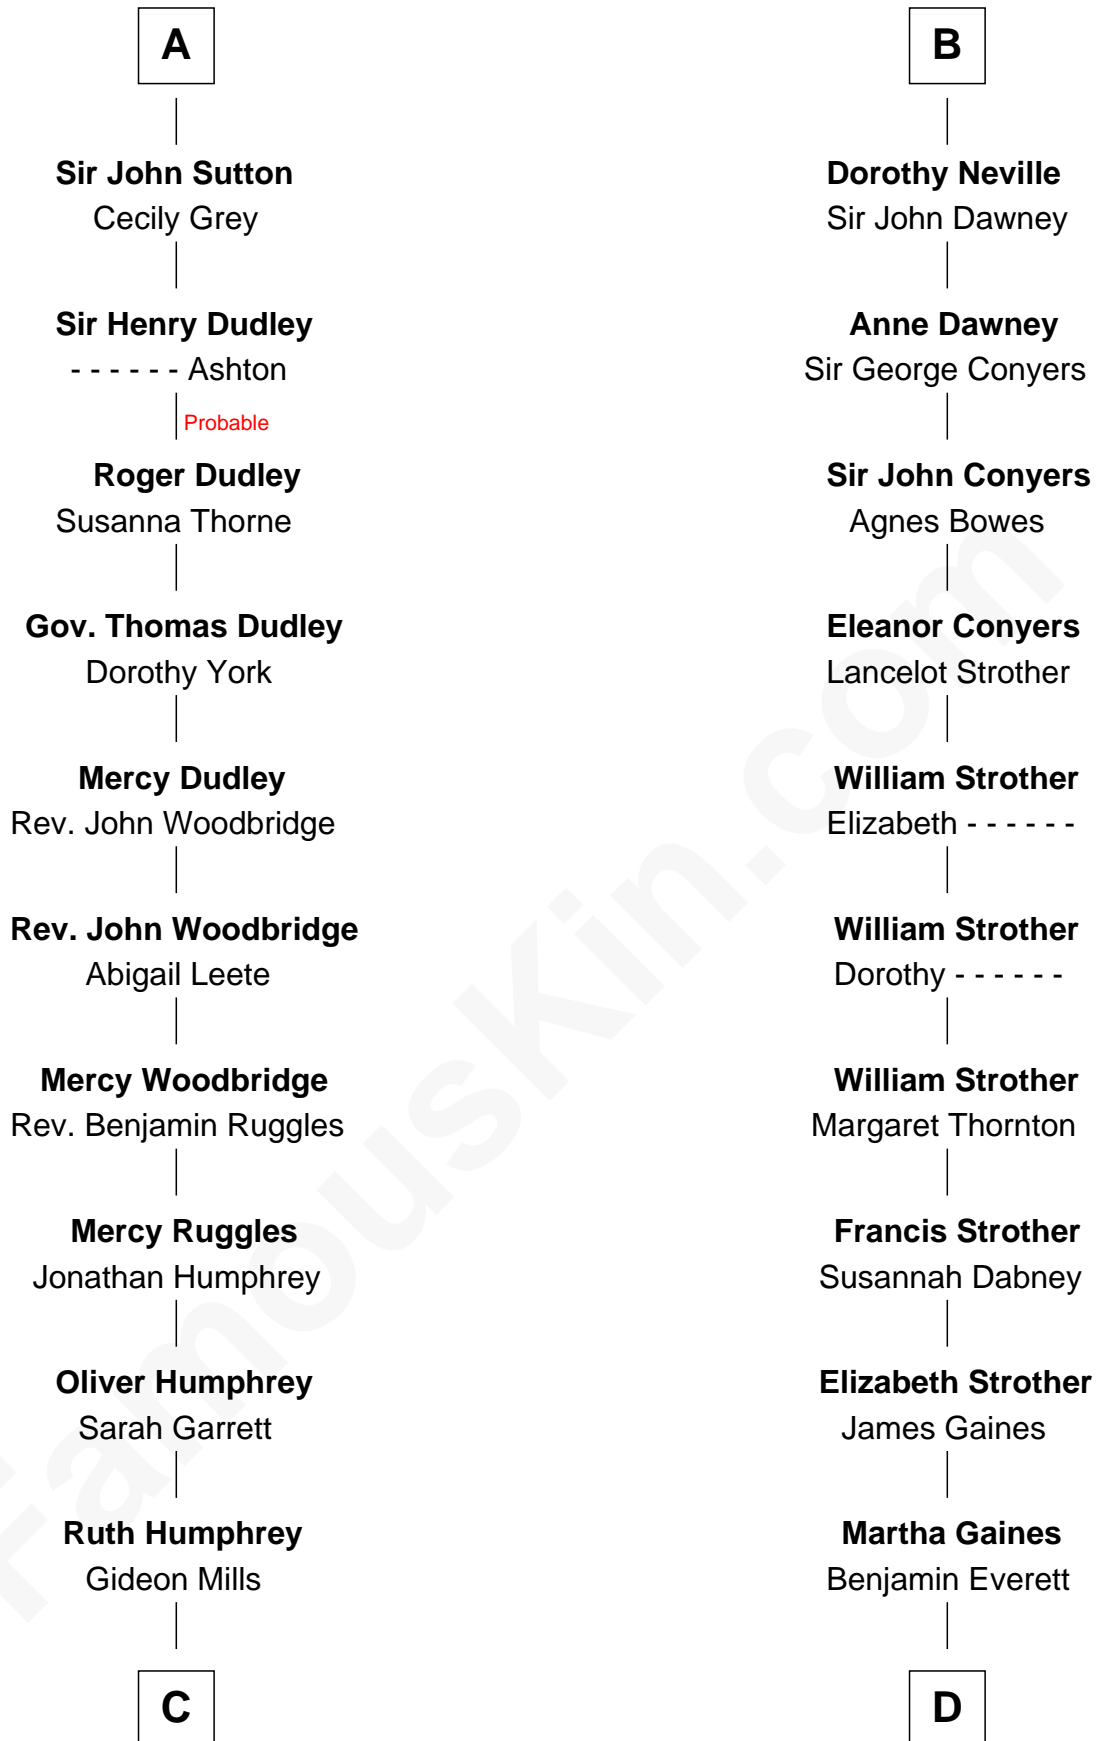 A
Sir John Sutton
Cecily Grey
Sir Henry Dudley
- - - - - - Ashton
Probable
Roger Dudley
Susanna Thorne
Gov. Thomas Dudley
Dorothy York
Mercy Dudley
Rev. John Woodbridge
Rev. John Woodbridge
Abigail Leete
Mercy Woodbridge
Rev. Benjamin Ruggles
Mercy Ruggles
Jonathan Humphrey
Oliver Humphrey
Sarah Garrett
Ruth Humphrey
Gideon Mills
C
B
Dorothy Neville
Sir John Dawney
Anne Dawney
Sir George Conyers
Sir John Conyers
Agnes Bowes
Eleanor Conyers
Lancelot Strother
William Strother
Elizabeth - - - - - -
William Strother
Dorothy - - - - - -
William Strother
Margaret Thornton
Francis Strother
Susannah Dabney
Elizabeth Strother
James Gaines
Martha Gaines
Benjamin Everett
D
FamousKin.com